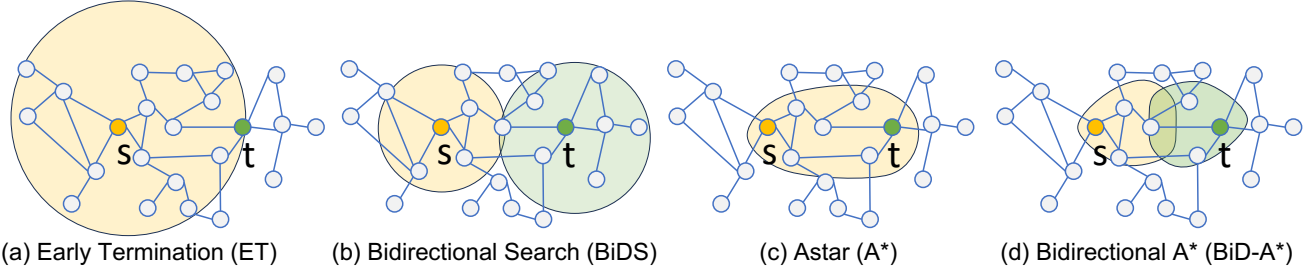 s t s t s t s t
(a) Early Termination (ET) (b) Bidirectional Search (BiDS) (c) Astar (A*) (d) Bidirectional A* (BiD-A*)